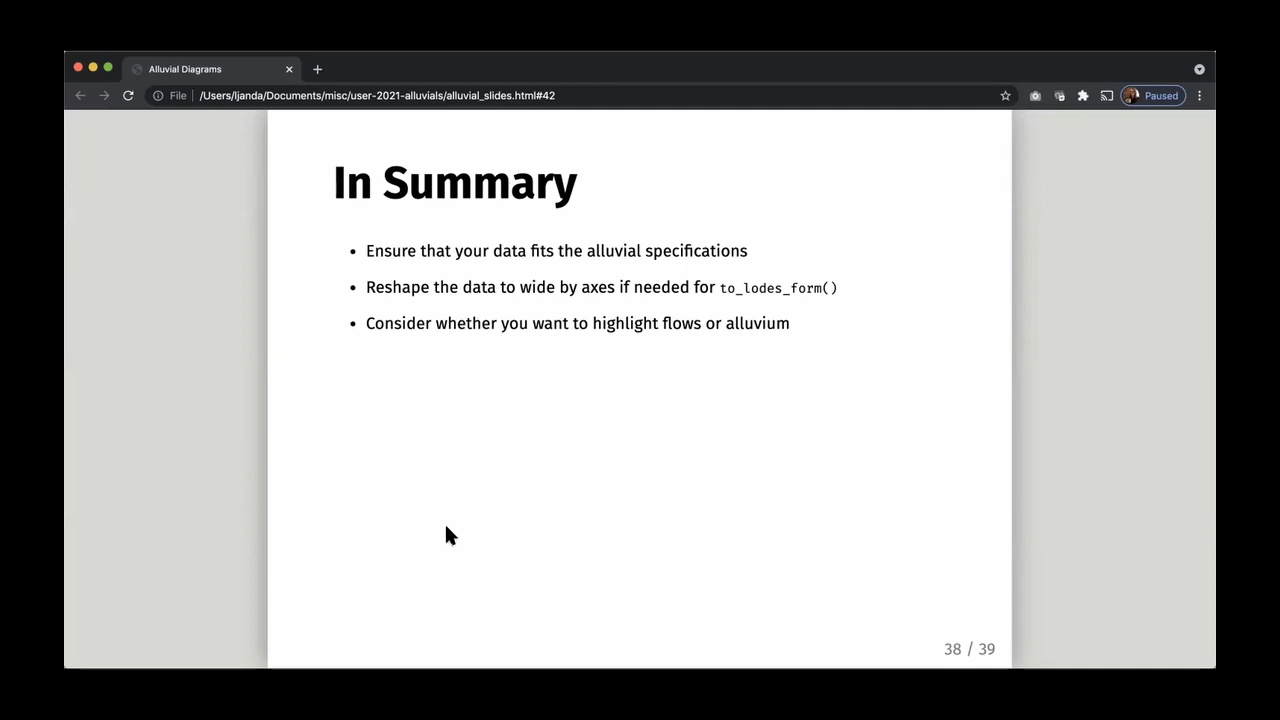 Alluvial Diagrams
File
/Users/ljanda/Documents/misc/user-2021-alluvials/alluvial_slides.html#42
Paused
In Summary
• Ensure that your data fits the alluvial specifications
• Reshape the data to wide by axes if needed for to_lodes_form()
• Consider whether you want to highlight flows or alluvium
38 / 39